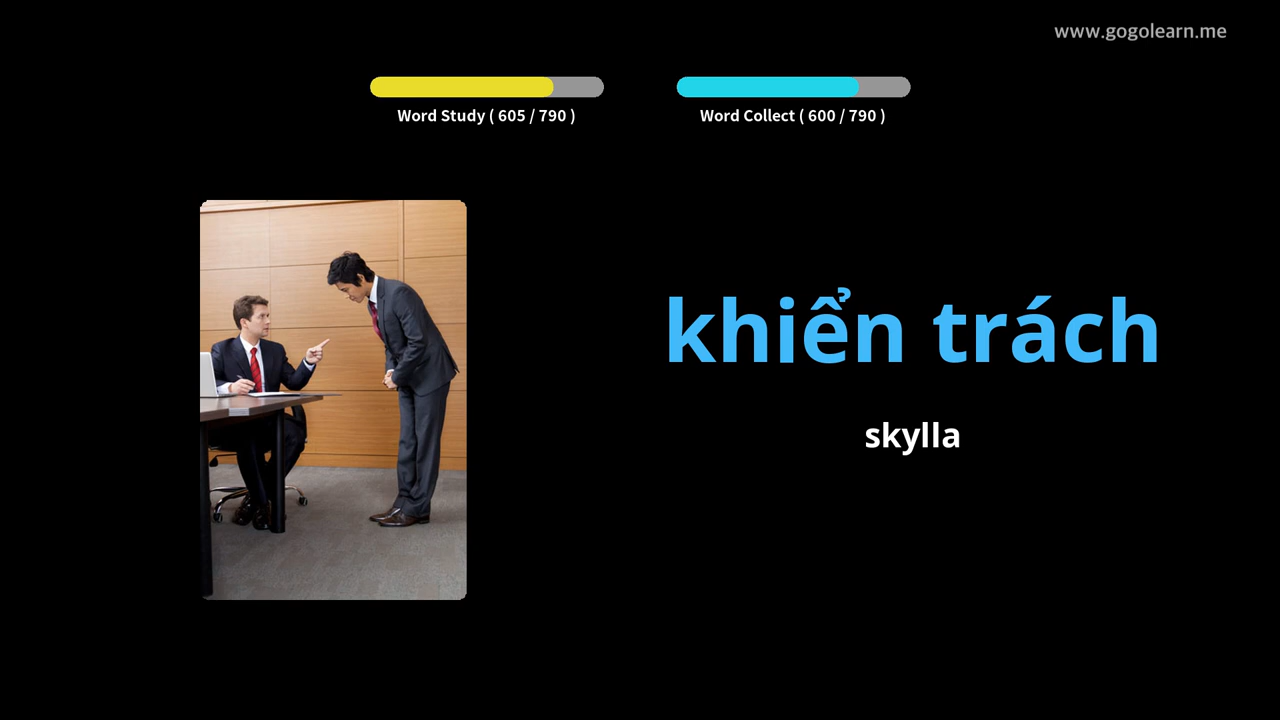 www.gogolearn.me
Word Study ( 605 / 790 )
Word Collect ( 600 / 790 )
khiển trách
skylla